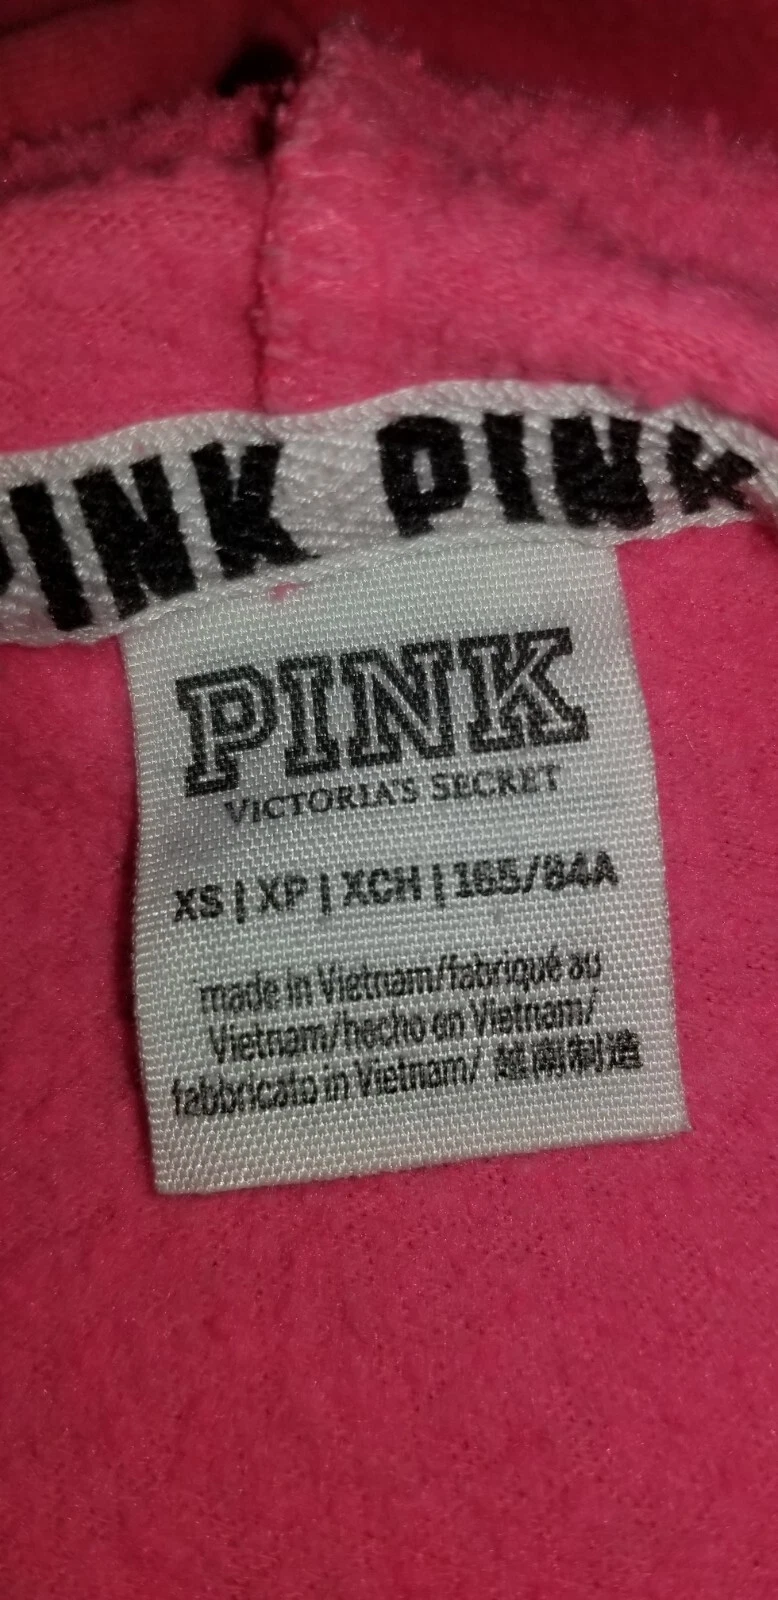 PINK PINK
PINK
VICTORIA'S SECRET
XS | XP | XCH | 165/84A
made in Vietnam/fabriqué au
Vietnam/hecho en Vietnam/
fabbricato in Vietnam/ 越南制造